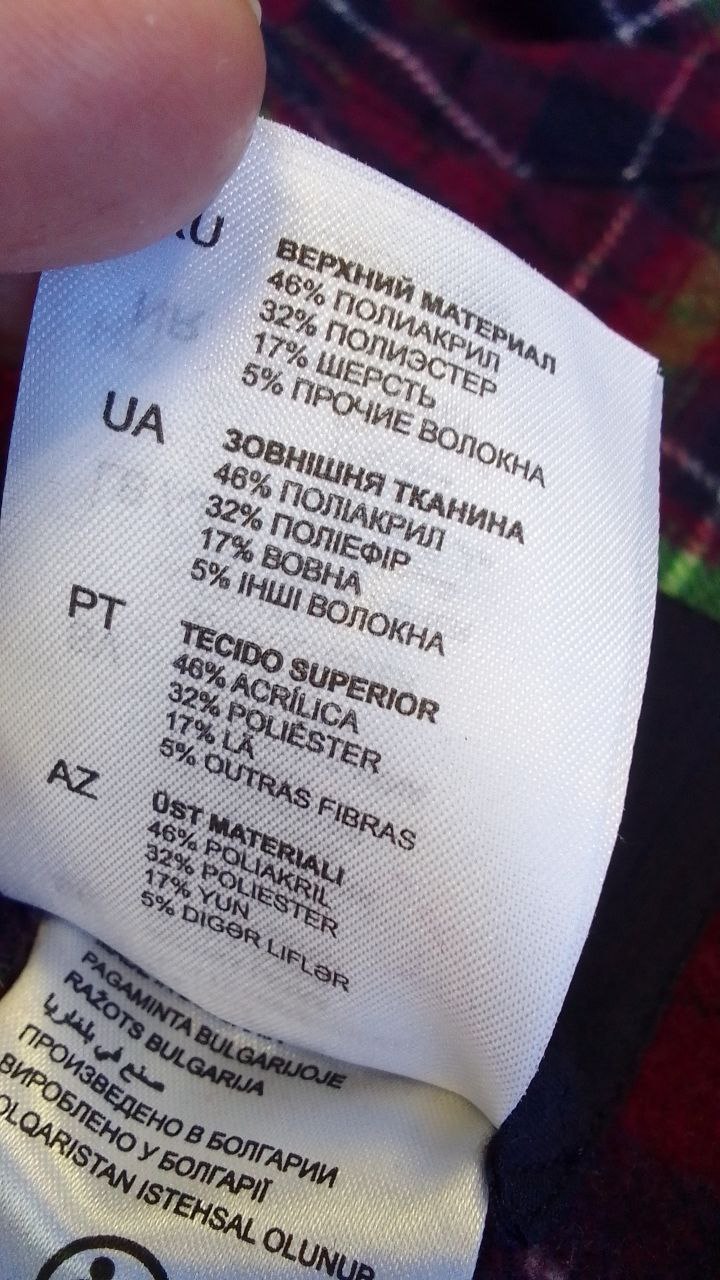 ВЕРХНИЙ МАТЕРИАЛ
46% ПОЛИАКРИЛ
32% ПОЛИЭСТЕР
17% ШЕРСТЬ
5% ПРОЧИЕ ВОЛОКНА
UA
ЗОВНІШНЯ ТКАНИНА
46% ПОЛІАКРИЛ
32% ПОЛІЕФІР
17% ВОВНА
5% ІНШІ ВОЛОКНА
PT
TECIDO SUPERIOR
46% ACRÍLICA
32% POLIÉSTER
17% LÃ
5% OUTRAS FIBRAS
AZ
ÜST MATERIALI
46% POLIAKRIL
32% POLIESTER
17% YUN
5% DIGƏR LIFLƏR
PAGAMINTA BULGARIJOJE
RAŽOTS BULGARIJA
صنع في بلغاريا
ПРОИЗВЕДЕНО В БОЛГАРИИ
ВИРОБЛЕНО У БОЛГАРІЇ
OLQARISTAN ISTEHSAL OLUNUP